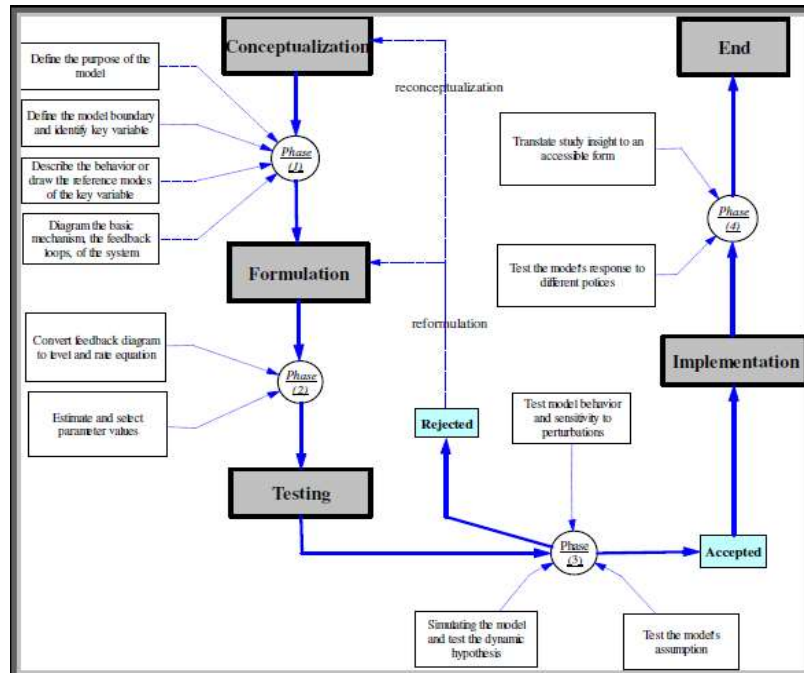 Conceptualization
End
Define the purpose of the
model
reconceptualization
Define the model boundary
and identify key variable
Phase
(1)
Translate study insight to an
accessible form
Describe the behavior or
draw the reference modes
of the key variable
Phase
(4)
Diagram the basic
mechanism, the feedback
loops, of the system
Formulation
Test the model's response to
different polices
reformulation
Convert feedback diagram
to level and rate equation
Implementation
Phase
(2)
Estimate and select
parameter values
Rejected
Test model behavior
and sensitivity to
perturbations
Testing
Phase
(3)
Accepted
Simulating the model
and test the dynamic
hypothesis
Test the model's
assumption